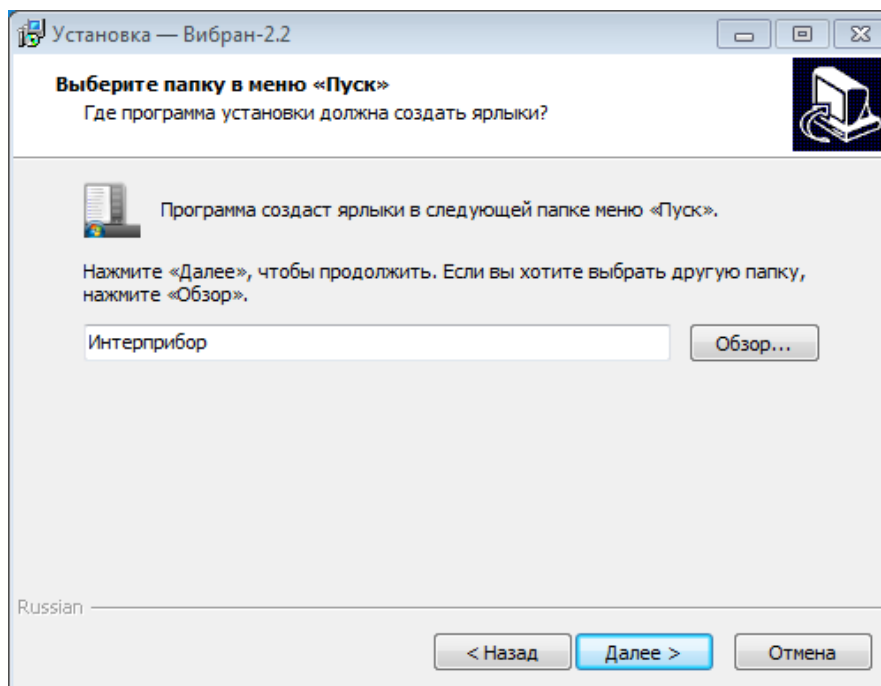 Установка — Вибран-2.2
Выберите папку в меню «Пуск»
Где программа установки должна создать ярлыки?
Программа создаст ярлыки в следующей папке меню «Пуск».
Нажмите «Далее», чтобы продолжить. Если вы хотите выбрать другую папку,
нажмите «Обзор».
Интерприбор
Обзор...
Russian
< Назад
Далее >
Отмена